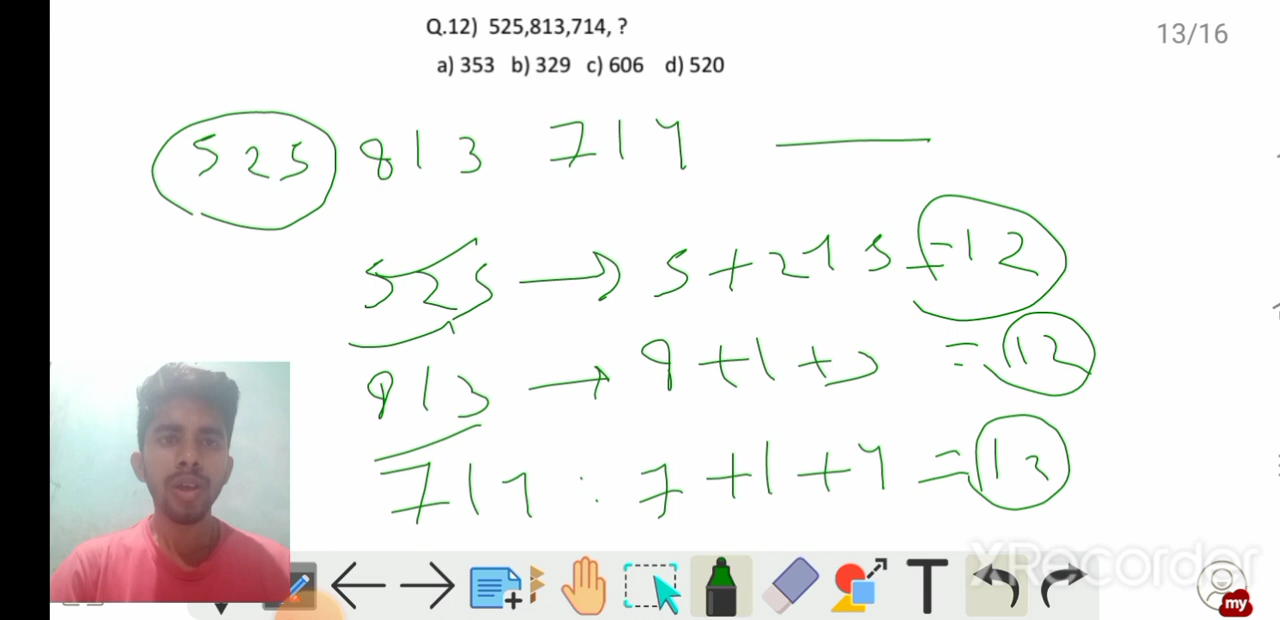 Q.12) 525,813,714, ?
13/16
a) 353 b) 329 c) 606 d) 520
525 813 714
525 → 5+2+5 =12
813 → 8+1+3 =12
714 : 7+1+4 =12
T
XRecorder
my